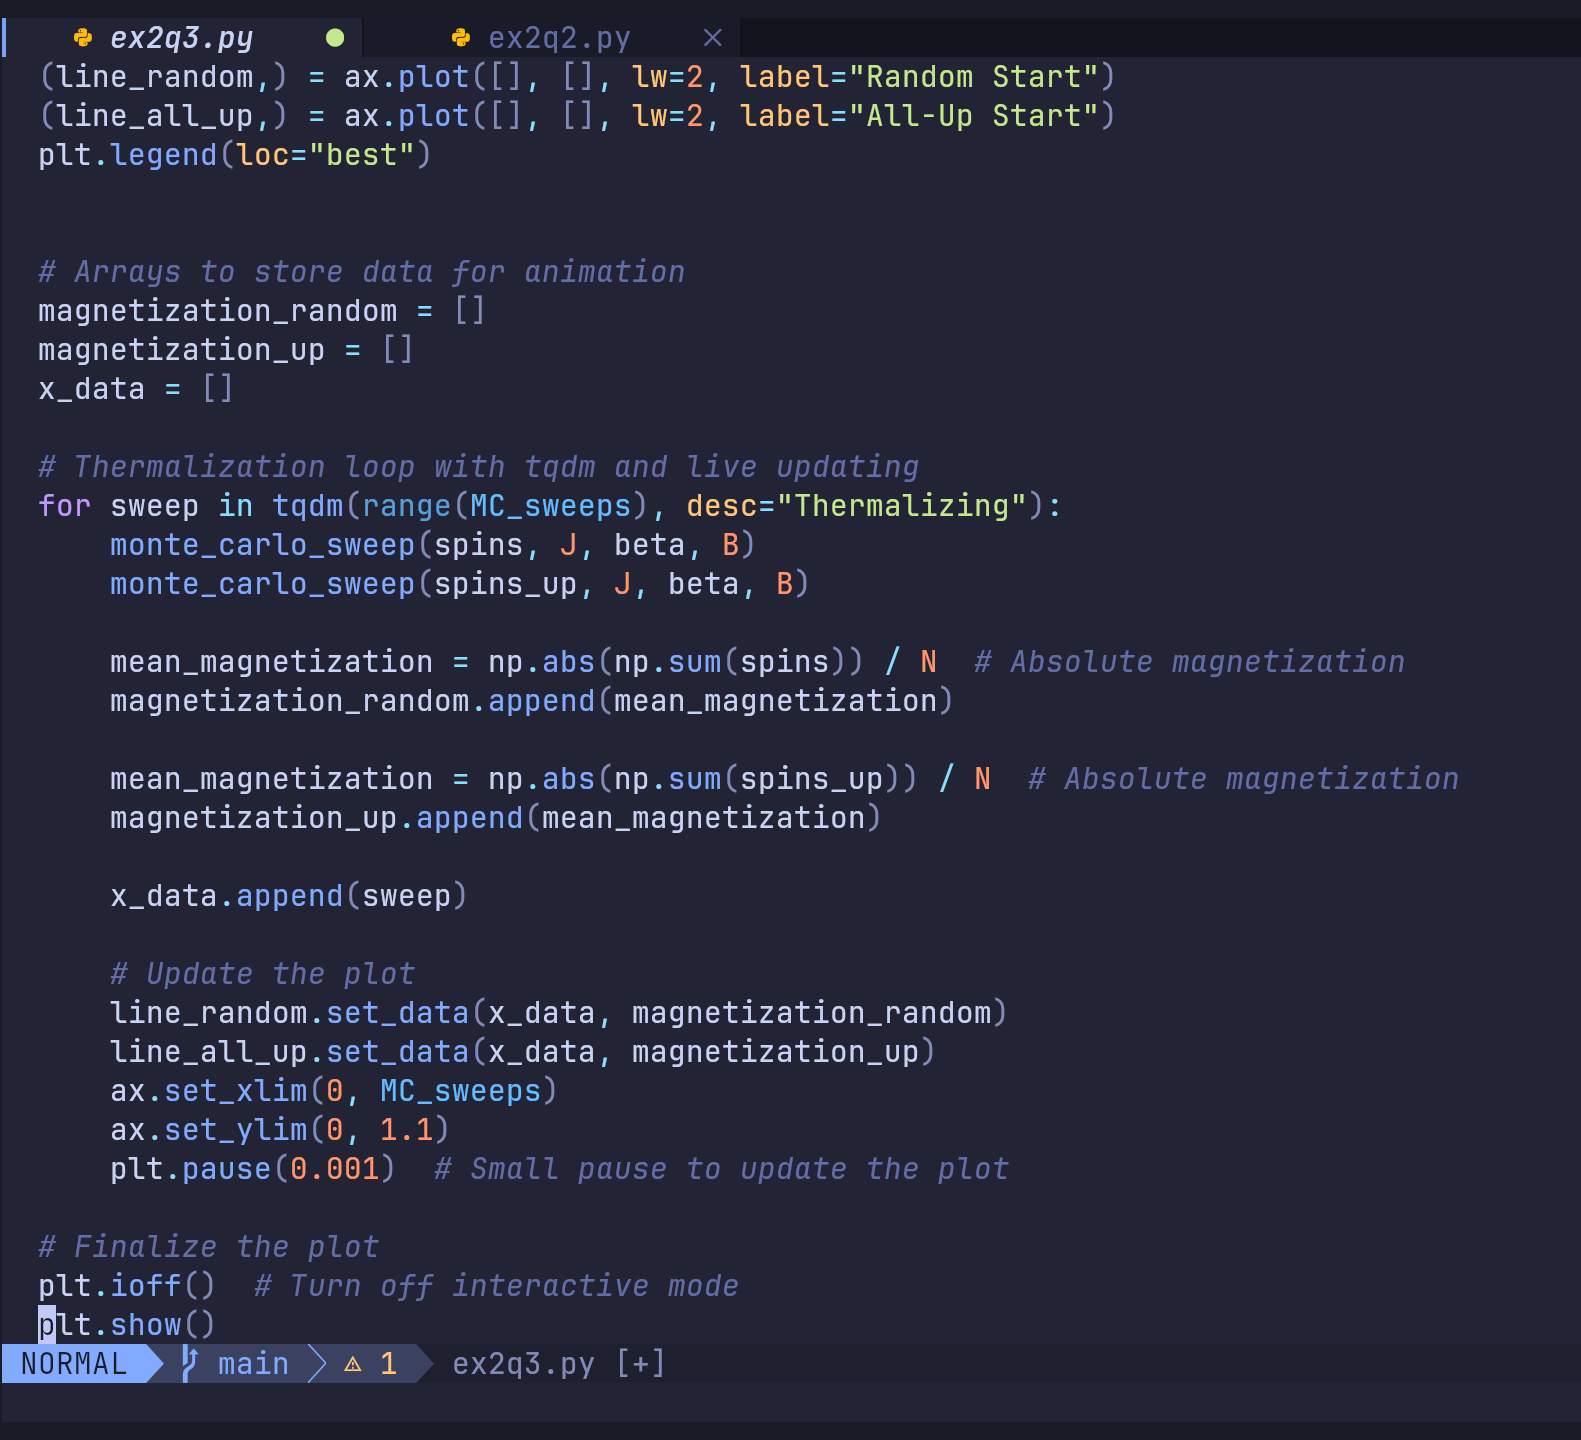 ex2q3.py ex2q2.py
(line_random,) = ax.plot([], [], lw=2, label="Random Start")
(line_all_up,) = ax.plot([], [], lw=2, label="All-Up Start")
plt.legend(loc="best")
# Arrays to store data for animation
magnetization_random = []
magnetization_up = []
x_data = []
# Thermalization loop with tqdm and live updating
for sweep in tqdm(range(MC_sweeps), desc="Thermalizing"):
    monte_carlo_sweep(spins, J, beta, B)
    monte_carlo_sweep(spins_up, J, beta, B)
    mean_magnetization = np.abs(np.sum(spins)) / N  # Absolute magnetization
    magnetization_random.append(mean_magnetization)
    mean_magnetization = np.abs(np.sum(spins_up)) / N  # Absolute magnetization
    magnetization_up.append(mean_magnetization)
    x_data.append(sweep)
    # Update the plot
    line_random.set_data(x_data, magnetization_random)
    line_all_up.set_data(x_data, magnetization_up)
    ax.set_xlim(0, MC_sweeps)
    ax.set_ylim(0, 1.1)
    plt.pause(0.001)  # Small pause to update the plot
# Finalize the plot
plt.ioff()  # Turn off interactive mode
plt.show()
NORMAL main ⚠ 1 ex2q3.py [+]